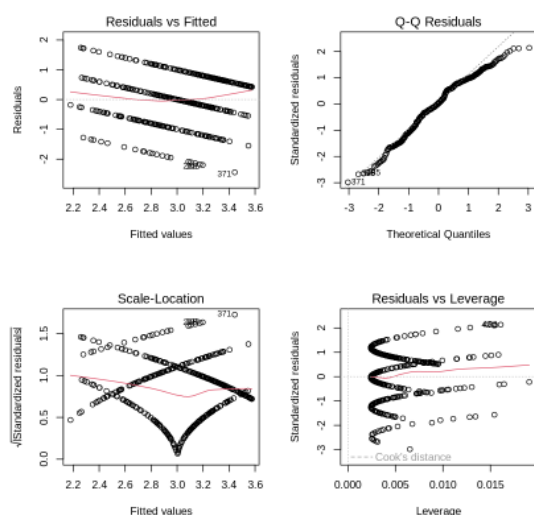 Residuals vs Fitted
Residuals
2
1
0
-1
-2
371
2.2 2.4 2.6 2.8 3.0 3.2 3.4 3.6
Fitted values
Q-Q Residuals
Standardized residuals
2
1
0
-1
-2
-3
371
-3 -2 -1 0 1 2 3
Theoretical Quantiles
Scale-Location
√|Standardized residuals|
1.5
1.0
0.5
0.0
371
2.2 2.4 2.6 2.8 3.0 3.2 3.4 3.6
Fitted values
Residuals vs Leverage
Standardized residuals
2
1
0
-1
-2
-3
Cook's distance
0.000 0.005 0.010 0.015
Leverage